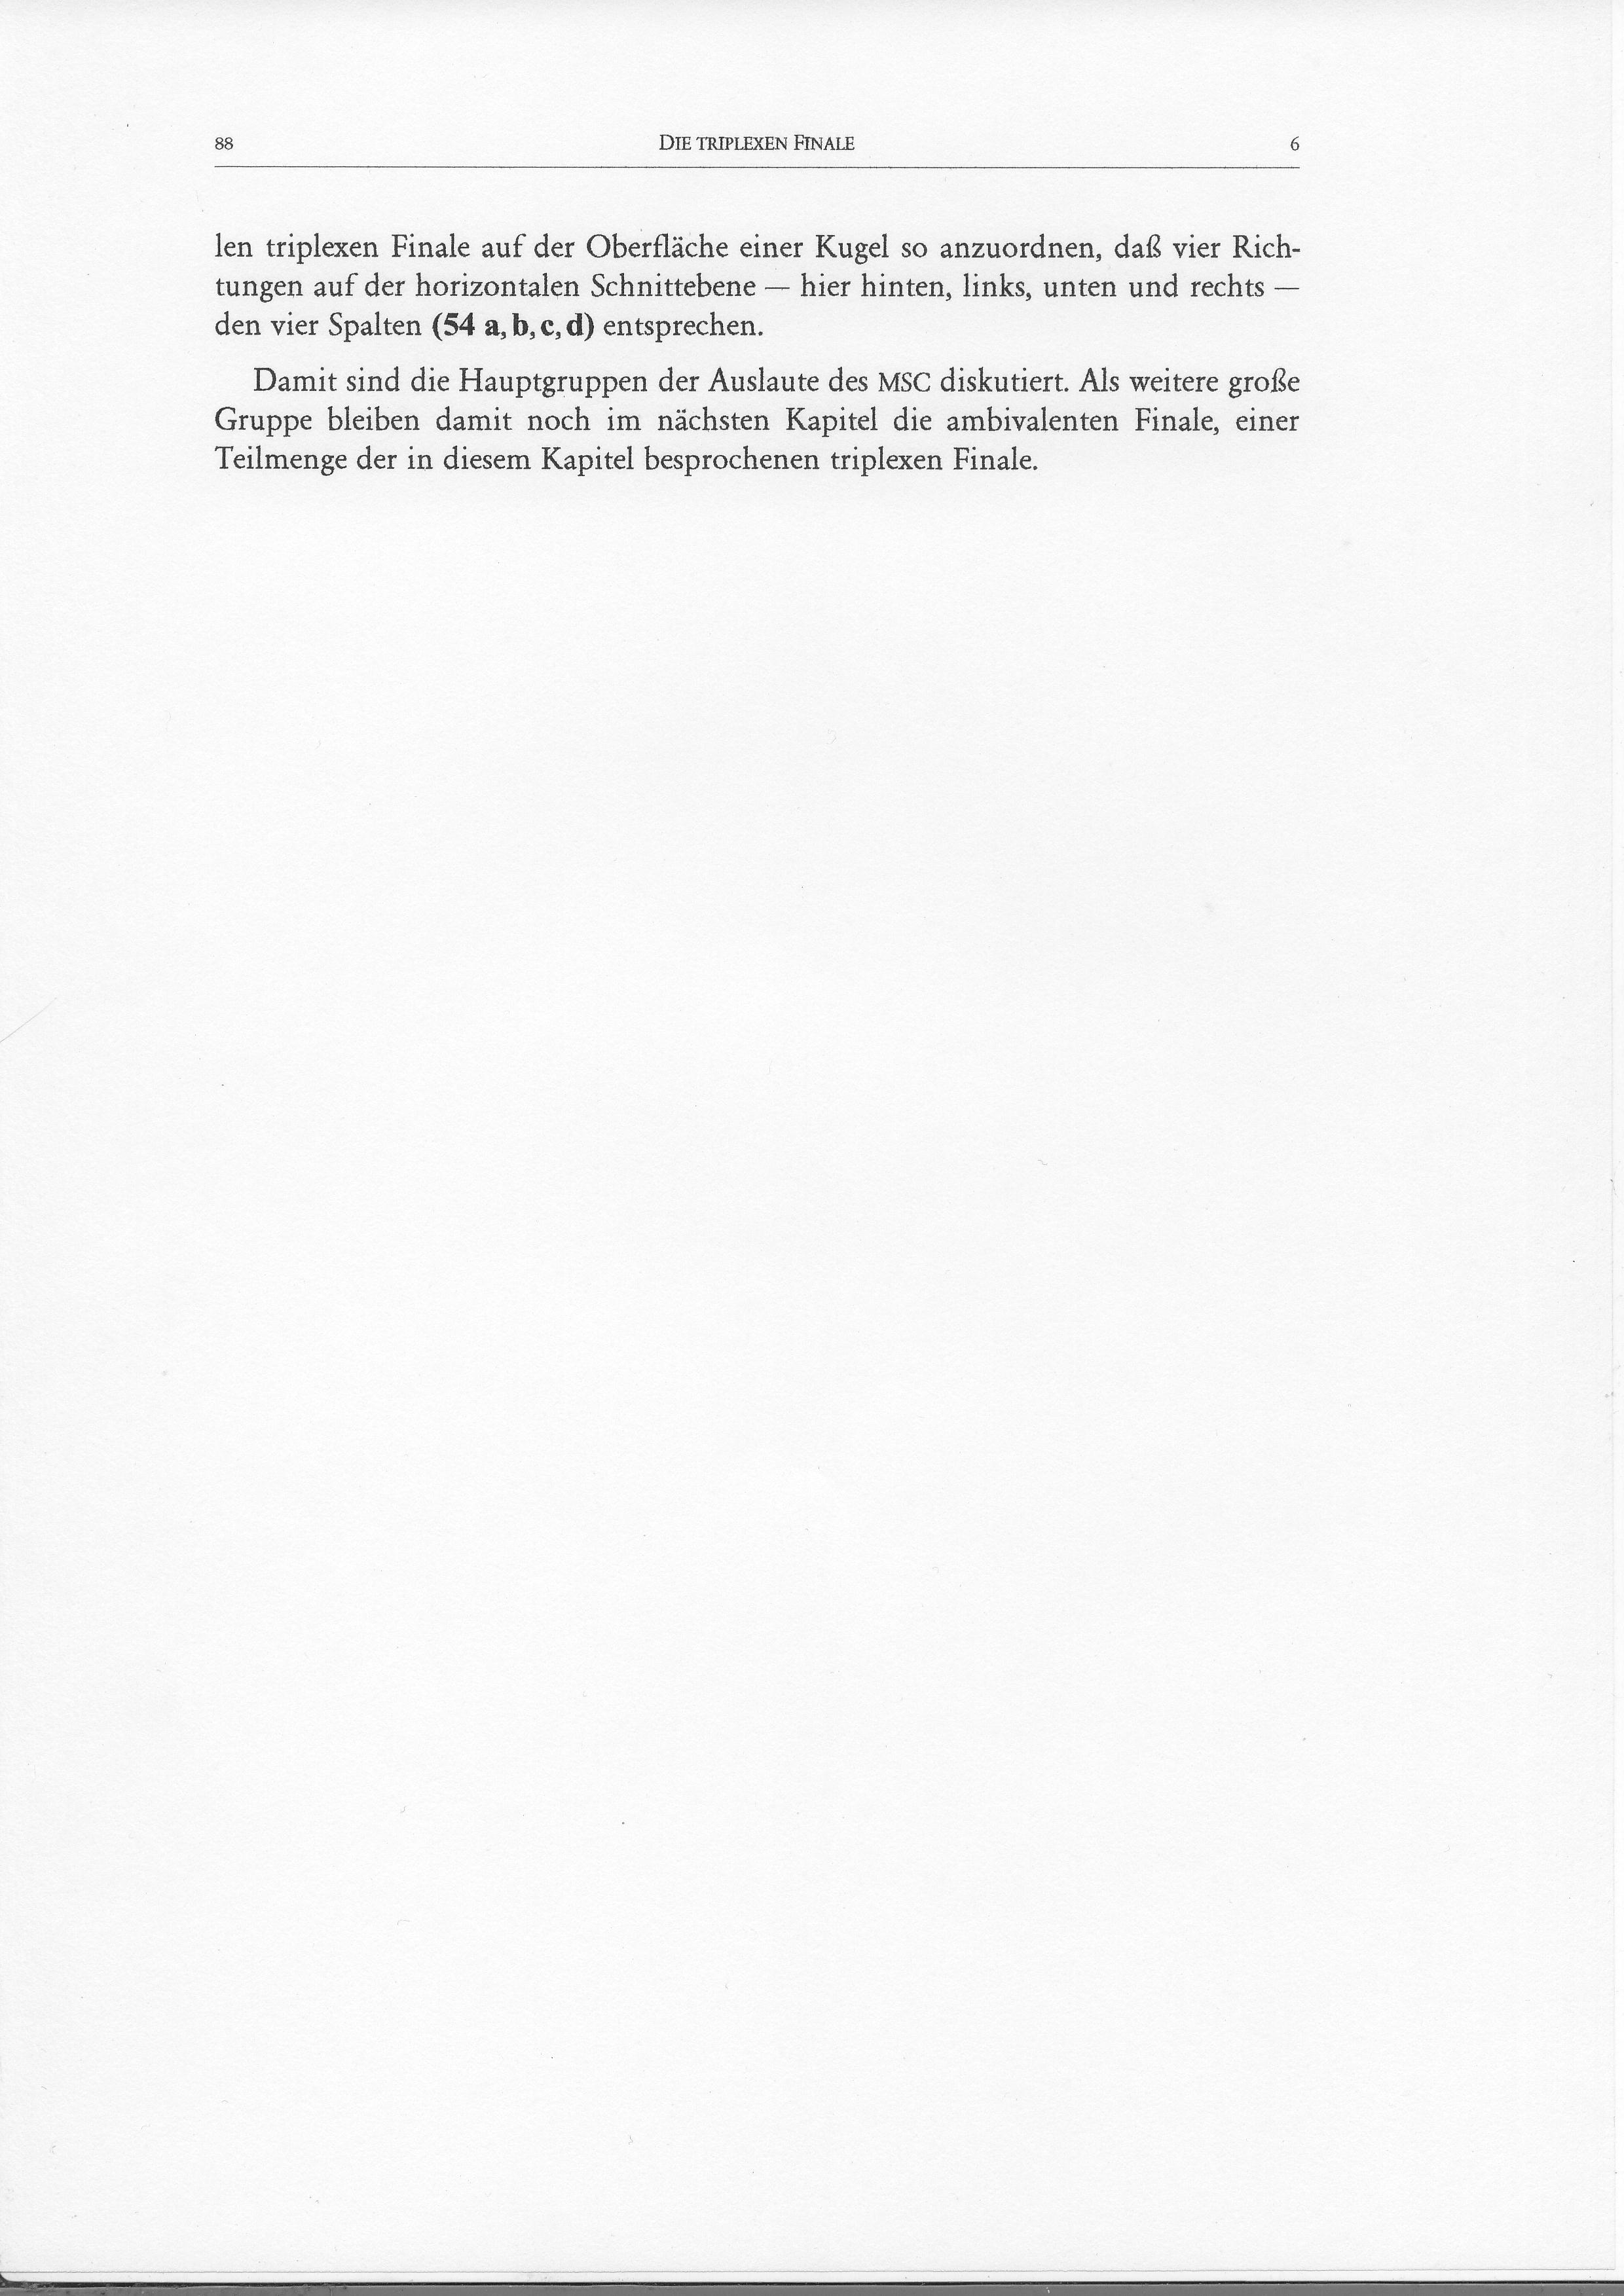 88 DIE TRIPLEXEN FINALE 6
len triplexen Finale auf der Oberfläche einer Kugel so anzuordnen, daß vier Rich-
tungen auf der horizontalen Schnittebene — hier hinten, links, unten und rechts —
den vier Spalten (54 a, b, c, d) entsprechen.
Damit sind die Hauptgruppen der Auslaute des MSC diskutiert. Als weitere große
Gruppe bleiben damit noch im nächsten Kapitel die ambivalenten Finale, einer
Teilmenge der in diesem Kapitel besprochenen triplexen Finale.